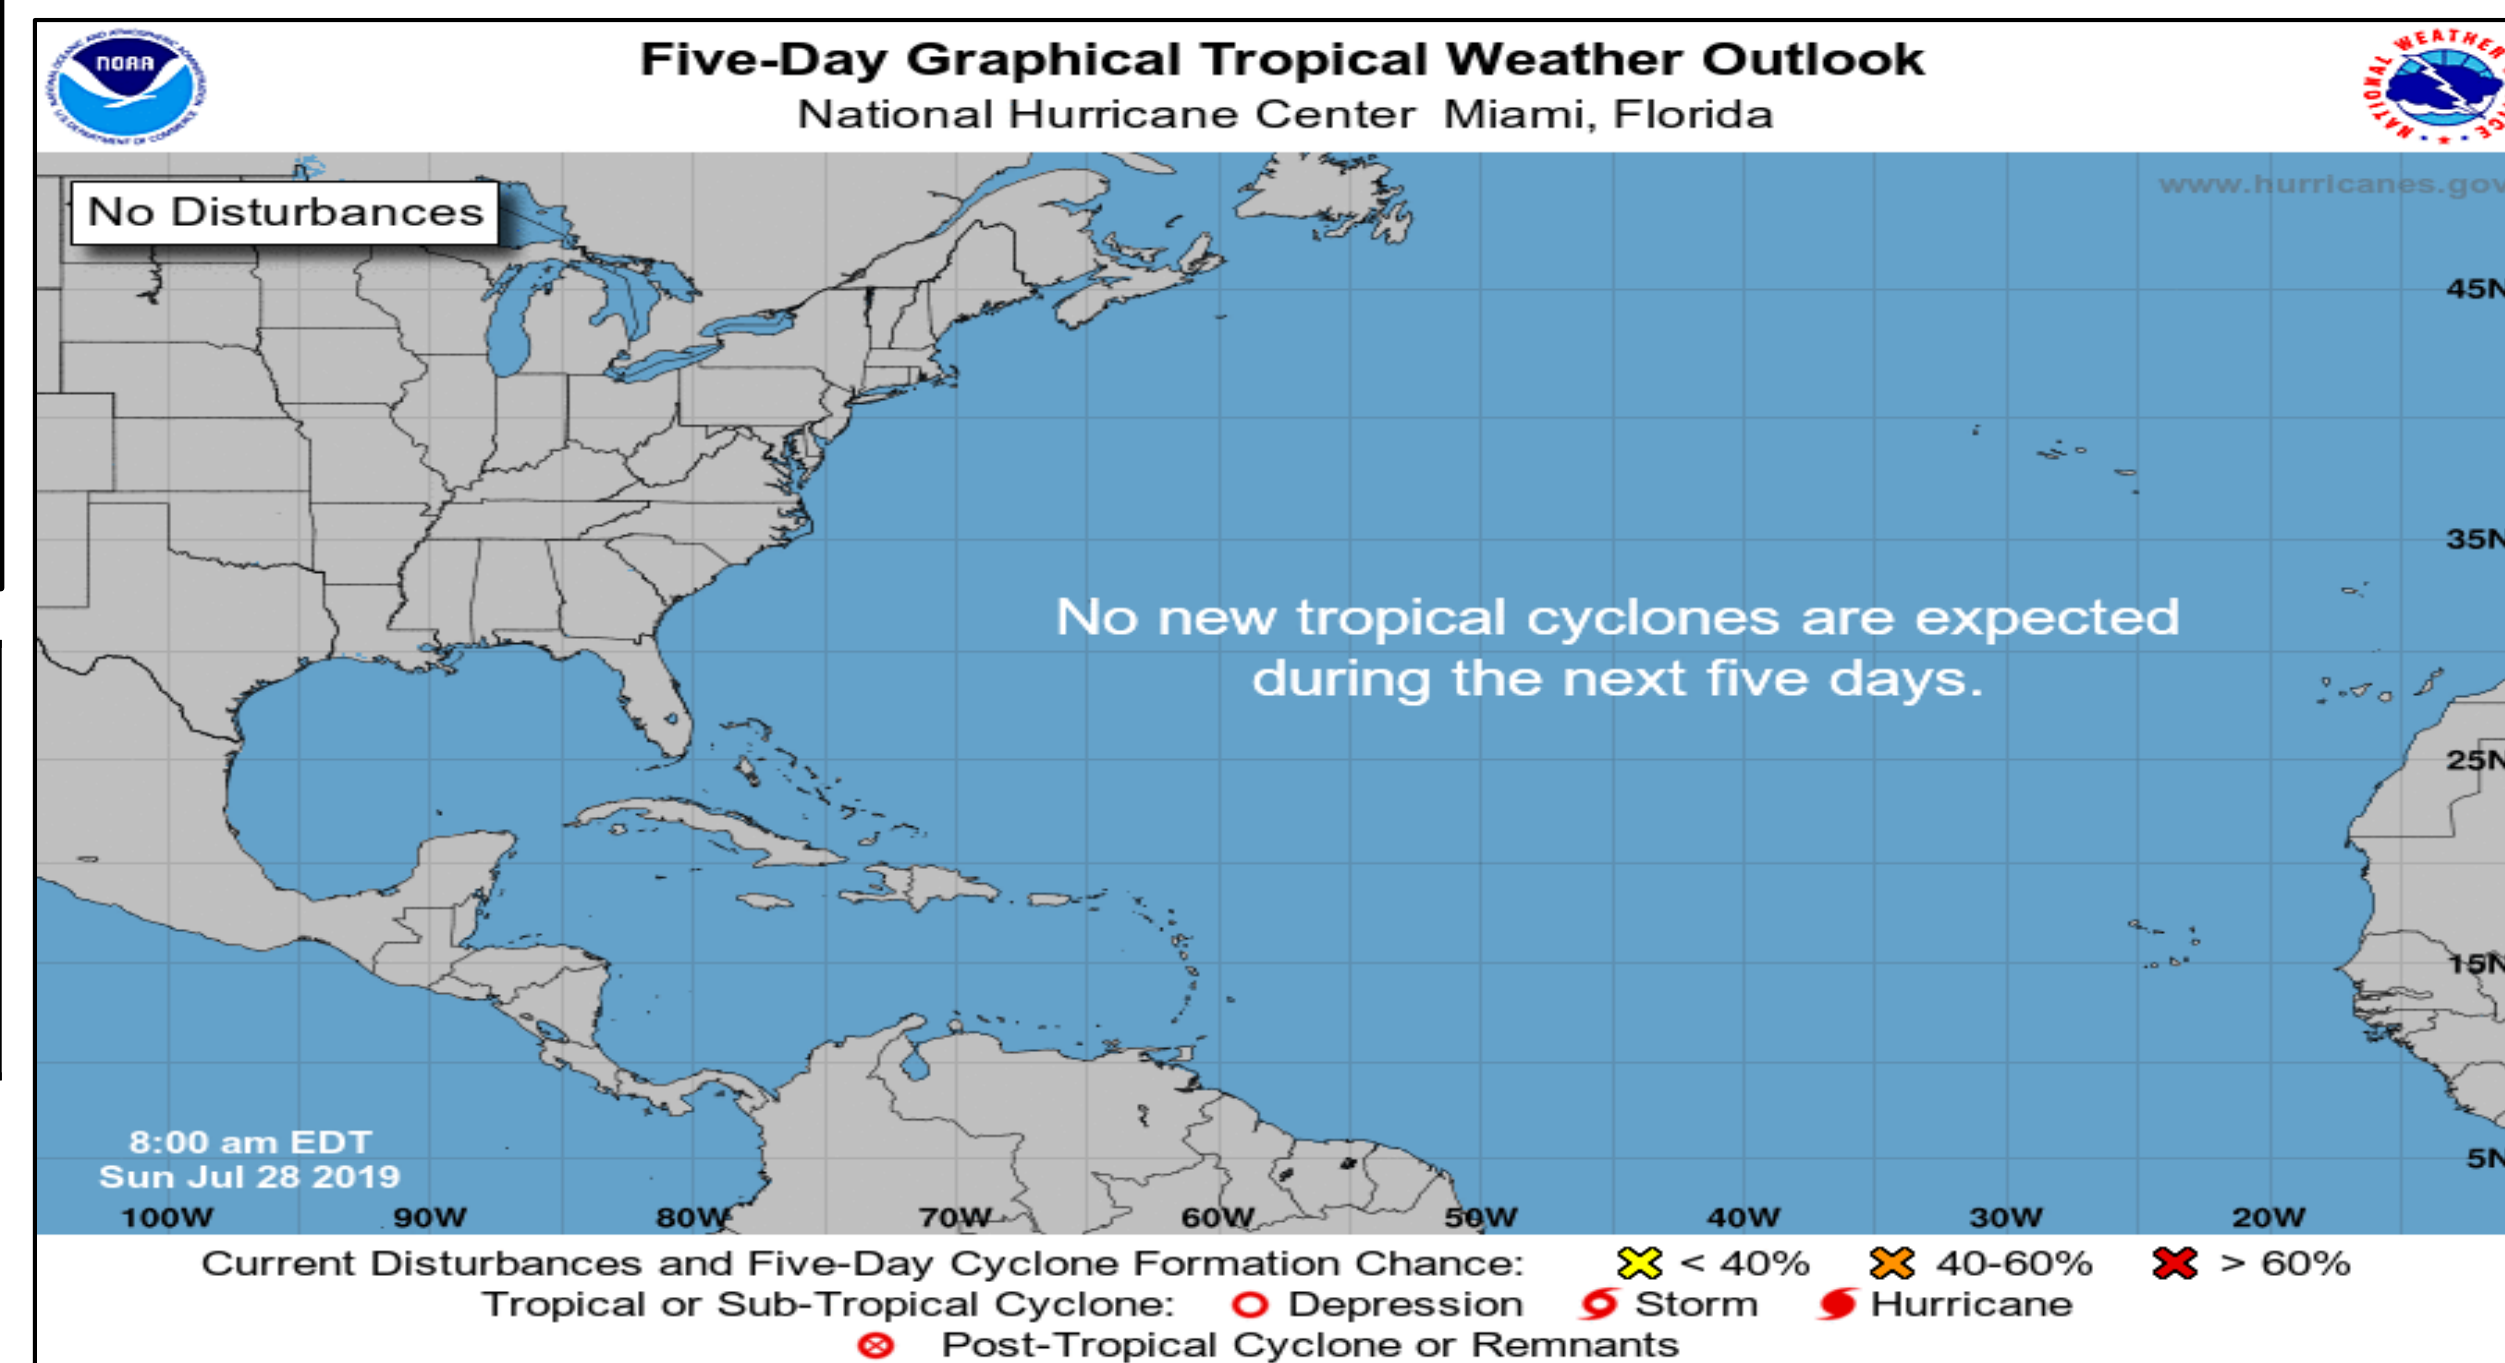 NOAA
NATIONAL WEATHER
Five-Day Graphical Tropical Weather Outlook
National Hurricane Center Miami, Florida
No Disturbances
www.hurricanes.gov
45N
35N
No new tropical cyclones are expected
during the next five days.
25N
15N
8:00 am EDT
Sun Jul 28 2019
5N
100W 90W 80W 70W 60W 50W 40W 30W 20W
Current Disturbances and Five-Day Cyclone Formation Chance: < 40% 40-60% > 60%
Tropical or Sub-Tropical Cyclone: Depression Storm Hurricane
Post-Tropical Cyclone or Remnants